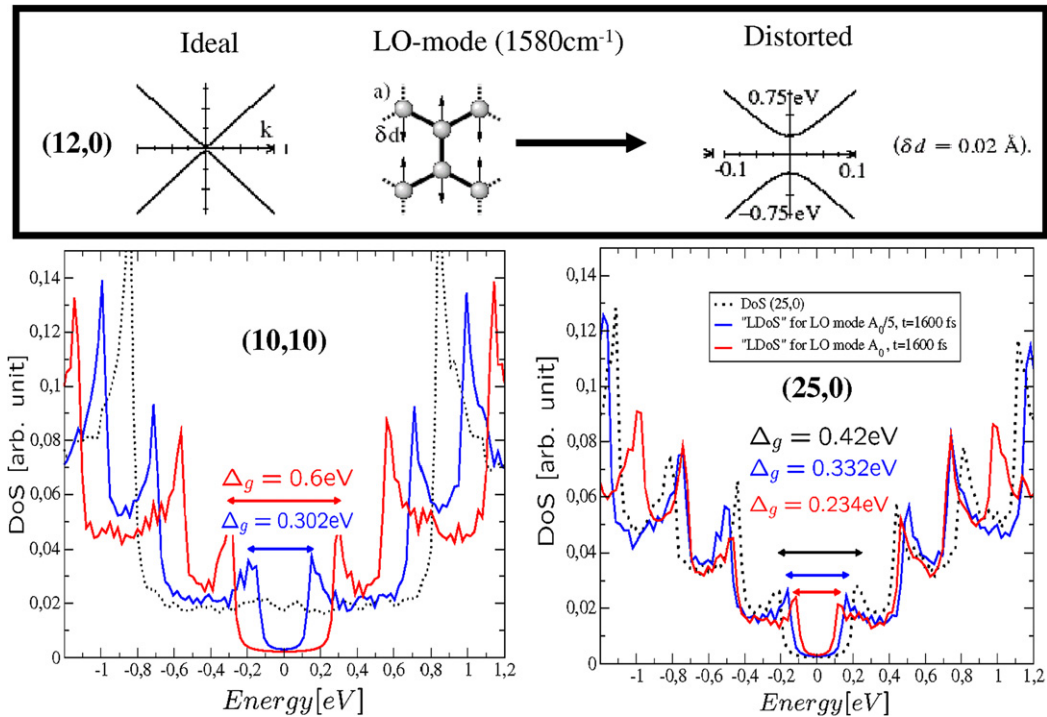 Ideal
LO-mode (1580cm-1)
Distorted
(12,0)
k
a)
δd
0.75 eV
-0.1
0.1
−0.75 eV
(δd = 0.02 Å).
DoS [arb. unit]
0,14
0,12
0,1
0,08
0,06
0,04
0,02
0
(10,10)
Δg = 0.6eV
Δg = 0.302eV
-1 -0,8 -0,6 -0,4 -0,2 0 0,2 0,4 0,6 0,8 1 1,2
Energy[eV]
DoS [arb. unit]
0,14
0,12
0,1
0,08
0,06
0,04
0,02
0
DoS (25,0)
"LDoS" for LO mode A0/5, t=1600 fs
"LDoS" for LO mode A0, t=1600 fs
(25,0)
Δg = 0.42eV
Δg = 0.332eV
Δg = 0.234eV
-1 -0,8 -0,6 -0,4 -0,2 0 0,2 0,4 0,6 0,8 1 1,2
Energy[eV]